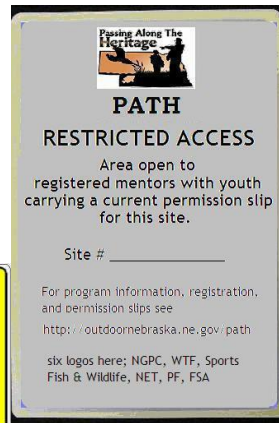 Passing Along The
Heritage
PATH
RESTRICTED ACCESS
Area open to
registered mentors with youth
carrying a current permission slip
for this site.
Site # ____________
For program information, registration,
and permission slips see
http://outdoornebraska.ne.gov/path
six logos here; NGPC, WTF, Sports
Fish & Wildlife, NET, PF, FSA